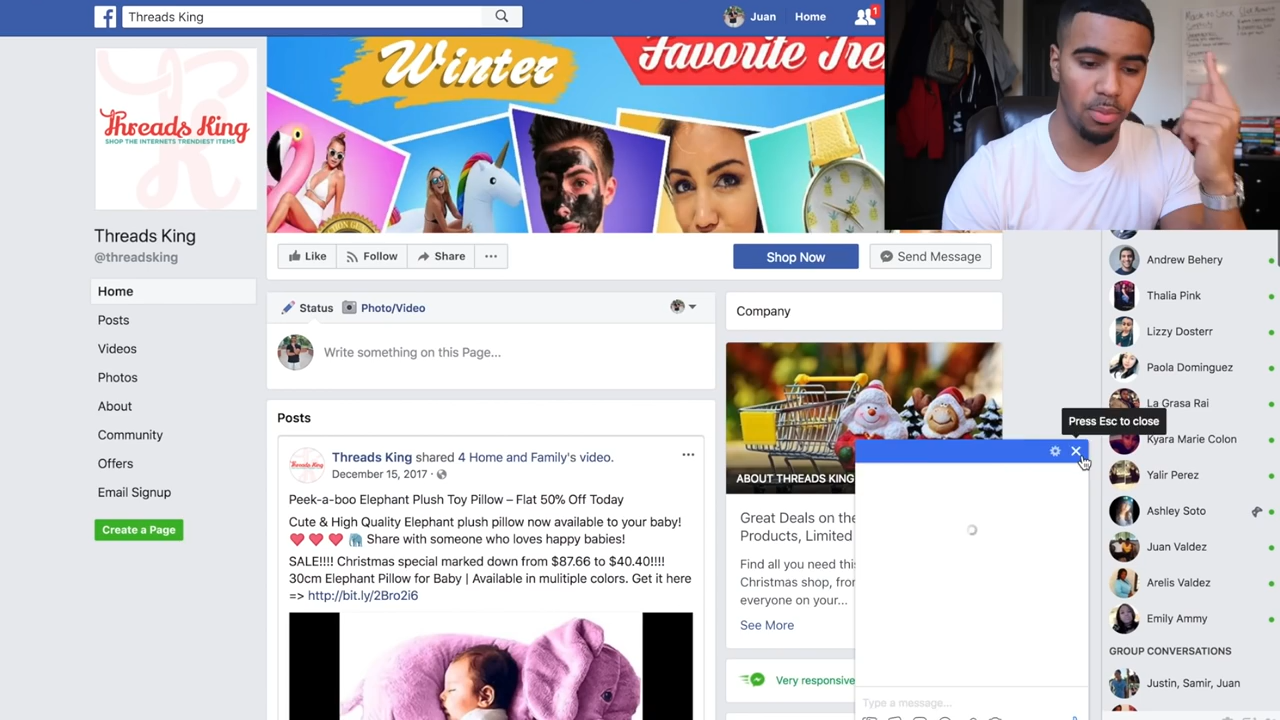 Threads King
Juan
Home
1
Winter
Favorite Tre
Threads King
SHOP THE INTERNETS TRENDIEST ITEMS
Threads King
@threadsking
Like
Follow
Share
Shop Now
Send Message
Home
Posts
Videos
Photos
About
Community
Offers
Email Signup
Create a Page
Status
Photo/Video
Write something on this Page...
Company
Posts
Threads King shared 4 Home and Family's video.
December 15, 2017
Peek-a-boo Elephant Plush Toy Pillow – Flat 50% Off Today
Cute & High Quality Elephant plush pillow now available to your baby!
Share with someone who loves happy babies!
SALE!!!! Christmas special marked down from $87.66 to $40.40!!!!
30cm Elephant Pillow for Baby | Available in mulitiple colors. Get it here
=> http://bit.ly/2Bro2i6
ABOUT THREADS KING
Great Deals on the
Products, Limited
Find all you need this
Christmas shop, from
everyone on your...
See More
Very responsive
Press Esc to close
Type a message...
Andrew Behery
Thalia Pink
Lizzy Dosterr
Paola Dominguez
La Grasa Rai
Kyara Marie Colon
Yalir Perez
Ashley Soto
Juan Valdez
Arelis Valdez
Emily Ammy
GROUP CONVERSATIONS
Justin, Samir, Juan